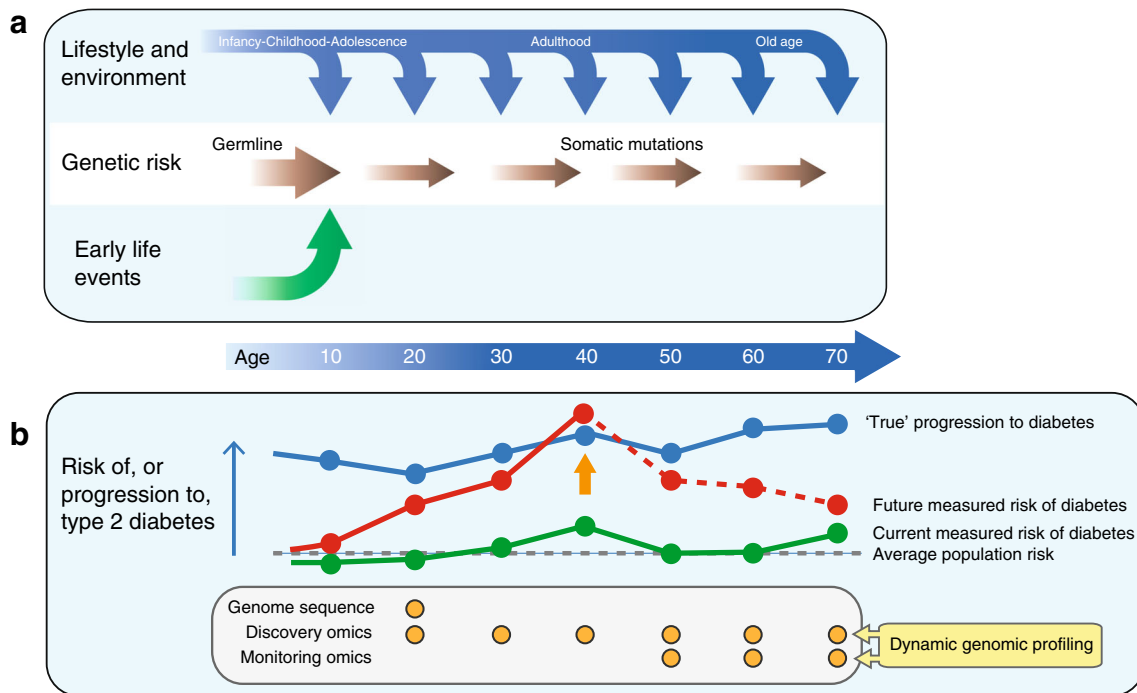 a
Lifestyle and
environment
Infancy-Childhood-Adolescence
Adulthood
Old age
Genetic risk
Germline
Somatic mutations
Early life
events
Age 10 20 30 40 50 60 70
b
Risk of, or
progression to,
type 2 diabetes
‘True’ progression to diabetes
Future measured risk of diabetes
Current measured risk of diabetes
Average population risk
Genome sequence
Discovery omics
Monitoring omics
Dynamic genomic profiling